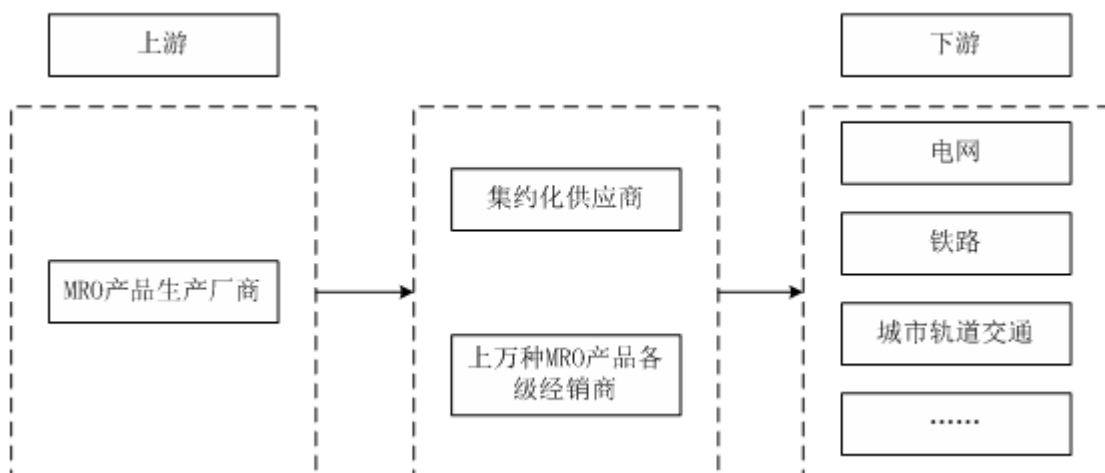 上游
下游
MRO产品生产厂商
集约化供应商
上万种MRO产品各
级经销商
电网
铁路
城市轨道交通
……